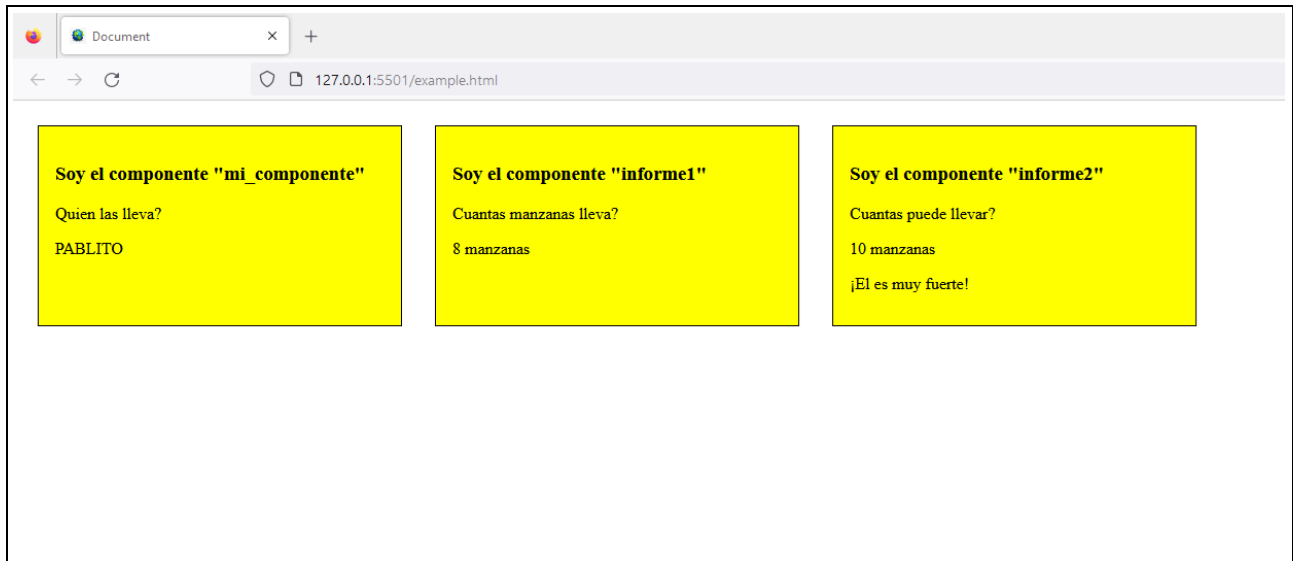 Document
127.0.0.1:5501/example.html
Soy el componente "mi_componente"
Quien las lleva?
PABLITO
Soy el componente "informe1"
Cuantas manzanas lleva?
8 manzanas
Soy el componente "informe2"
Cuantas puede llevar?
10 manzanas
¡El es muy fuerte!